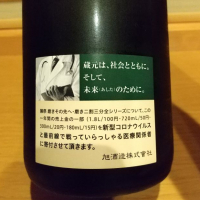 蔵元は、社会とともに。
そして、
未来(あした)のために。
獺祭 磨きその先へ・磨き二割三分全シリーズについて、この
一年間の売上金の一部 (1.8L/100円・720mL/50円・
300mL/20円・180mL/15円)を新型コロナウイルス
と最前線で戦っていらっしゃる医療関係者
に寄付させて頂きます。
旭酒造株式会社